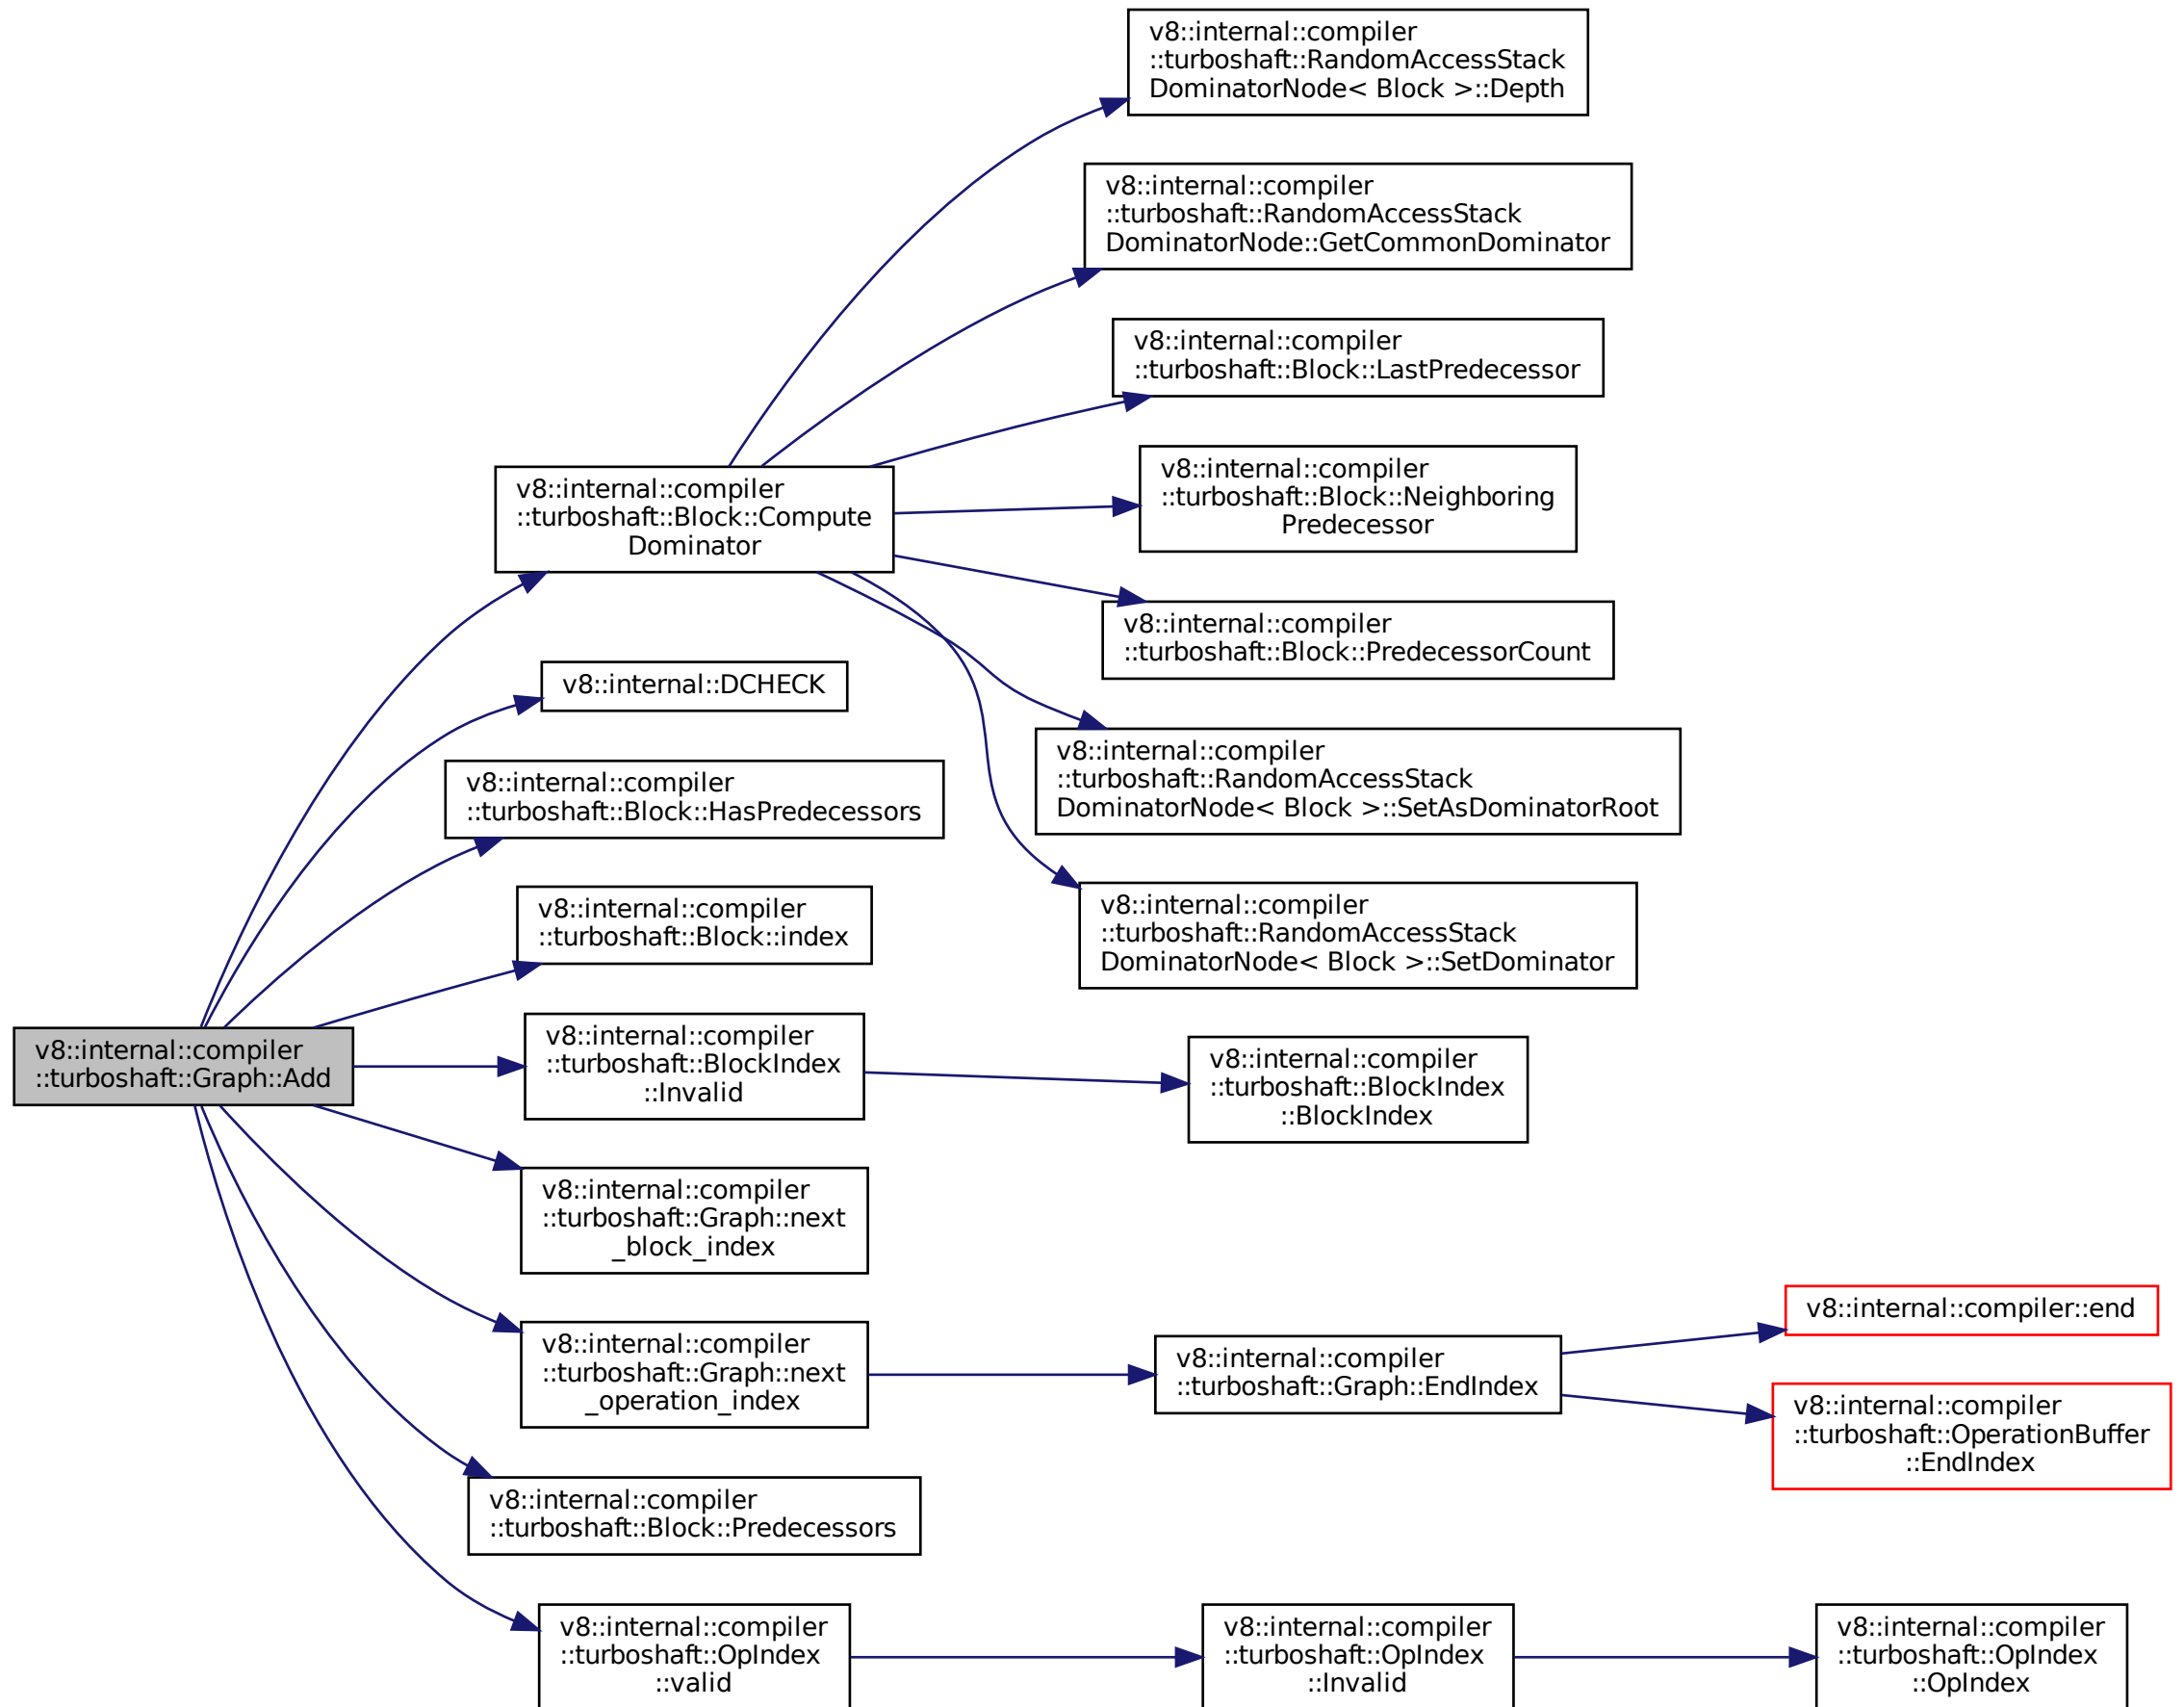 v8::internal::compiler
::turboshaft::RandomAccessStack
DominatorNode< Block >::Depth
v8::internal::compiler
::turboshaft::RandomAccessStack
DominatorNode::GetCommonDominator
v8::internal::compiler
::turboshaft::Block::LastPredecessor
v8::internal::compiler
::turboshaft::Block::Neighboring
Predecessor
v8::internal::compiler
::turboshaft::Block::Compute
Dominator
v8::internal::compiler
::turboshaft::Block::PredecessorCount
v8::internal::DCHECK
v8::internal::compiler
::turboshaft::RandomAccessStack
DominatorNode< Block >::SetAsDominatorRoot
v8::internal::compiler
::turboshaft::Block::HasPredecessors
v8::internal::compiler
::turboshaft::RandomAccessStack
DominatorNode< Block >::SetDominator
v8::internal::compiler
::turboshaft::Block::index
v8::internal::compiler
::turboshaft::Graph::Add
v8::internal::compiler
::turboshaft::BlockIndex
::Invalid
v8::internal::compiler
::turboshaft::BlockIndex
::BlockIndex
v8::internal::compiler
::turboshaft::Graph::next
_block_index
v8::internal::compiler::end
v8::internal::compiler
::turboshaft::Graph::next
_operation_index
v8::internal::compiler
::turboshaft::Graph::EndIndex
v8::internal::compiler
::turboshaft::OperationBuffer
::EndIndex
v8::internal::compiler
::turboshaft::Block::Predecessors
v8::internal::compiler
::turboshaft::OpIndex
::valid
v8::internal::compiler
::turboshaft::OpIndex
::Invalid
v8::internal::compiler
::turboshaft::OpIndex
::OpIndex